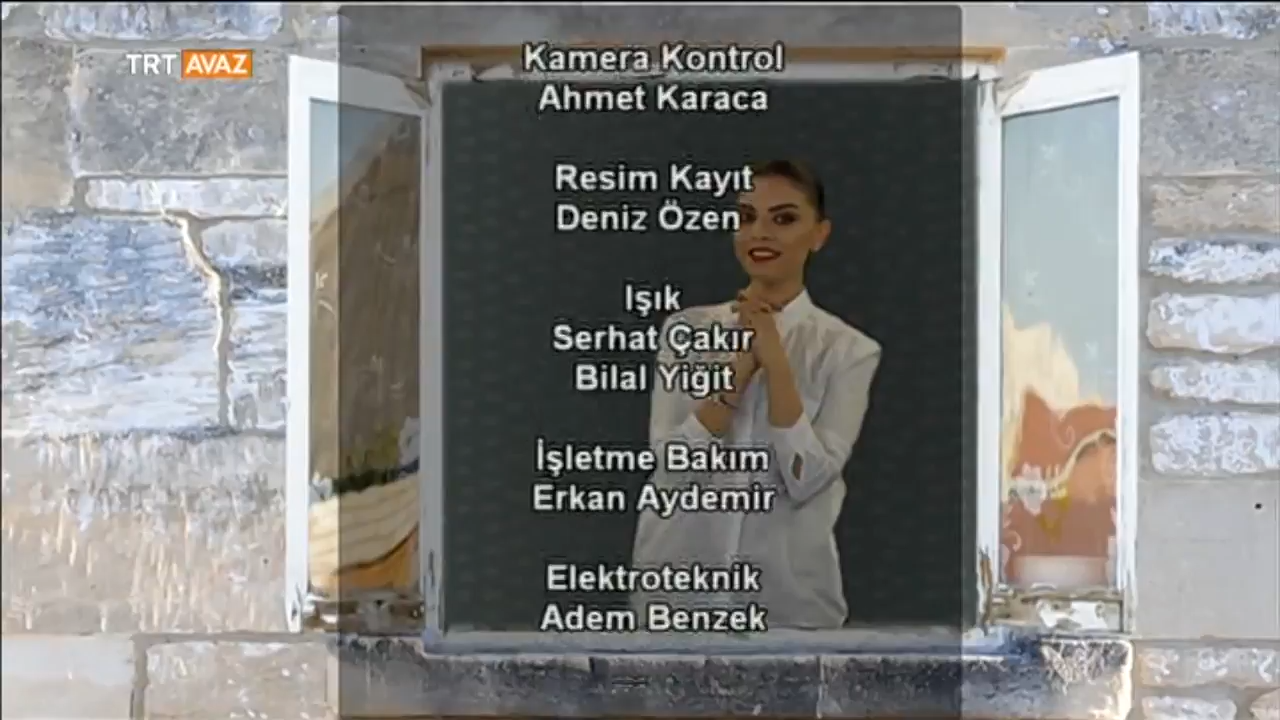 TRT AVAZ
Kamera Kontrol
Ahmet Karaca
Resim Kayıt
Deniz Özen
Işık
Serhat Çakır
Bilal Yiğit
İşletme Bakım
Erkan Aydemir
Elektroteknik
Adem Benzek